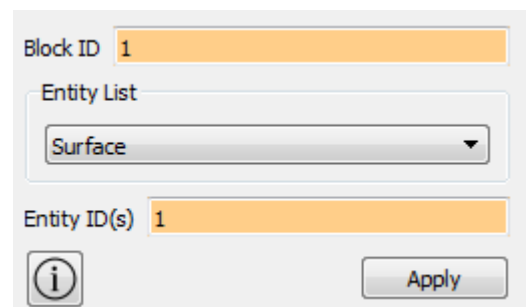 Block ID 1
Entity List
Surface
Entity ID(s) 1
i Apply